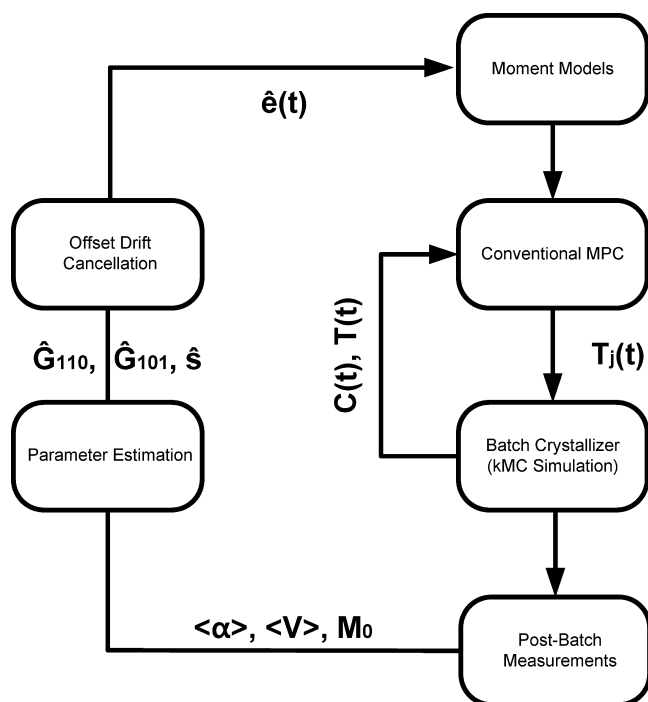 Moment Models
ê(t)
Offset Drift
Cancellation
Conventional MPC
C(t), T(t)
Ĝ110, Ĝ101, ŝ
Tj(t)
Parameter Estimation
Batch Crystallizer
(kMC Simulation)
<α>, <V>, M0
Post-Batch
Measurements